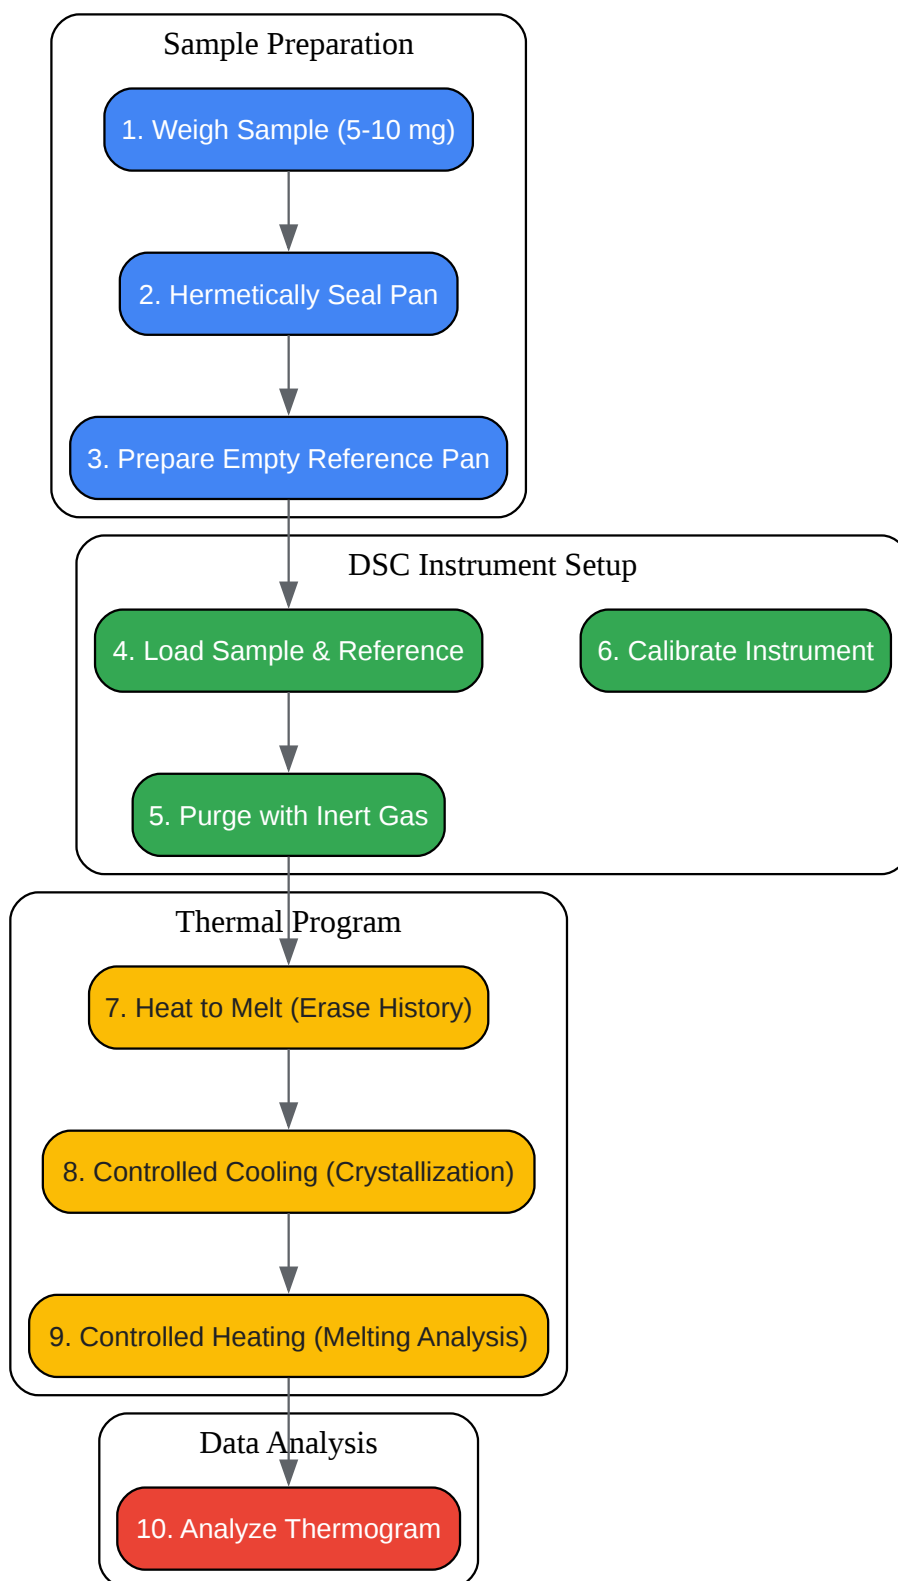 Sample Preparation
1. Weigh Sample (5-10 mg)
2. Hermetically Seal Pan
3. Prepare Empty Reference Pan
DSC Instrument Setup
4. Load Sample & Reference
6. Calibrate Instrument
5. Purge with Inert Gas
Thermal Program
7. Heat to Melt (Erase History)
8. Controlled Cooling (Crystallization)
9. Controlled Heating (Melting Analysis)
Data Analysis
10. Analyze Thermogram